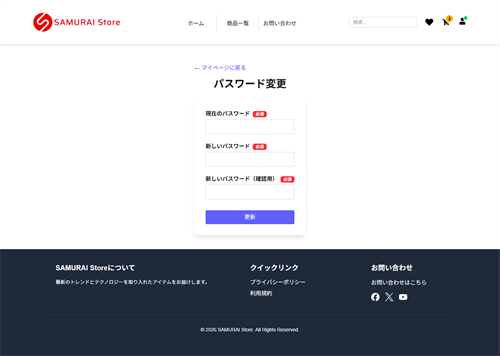 SAMURAI Store
ホーム
商品一覧
お問い合わせ
検索...
2
← マイページに戻る
パスワード変更
現在のパスワード 必須
新しいパスワード 必須
新しいパスワード（確認用） 必須
更新
SAMURAI Storeについて
最新のトレンドとテクノロジーを取り入れたアイテムをお届けします。
クイックリンク
プライバシーポリシー
利用規約
お問い合わせ
お問い合わせはこちら
© 2026 SAMURAI Store. All Rights Reserved.